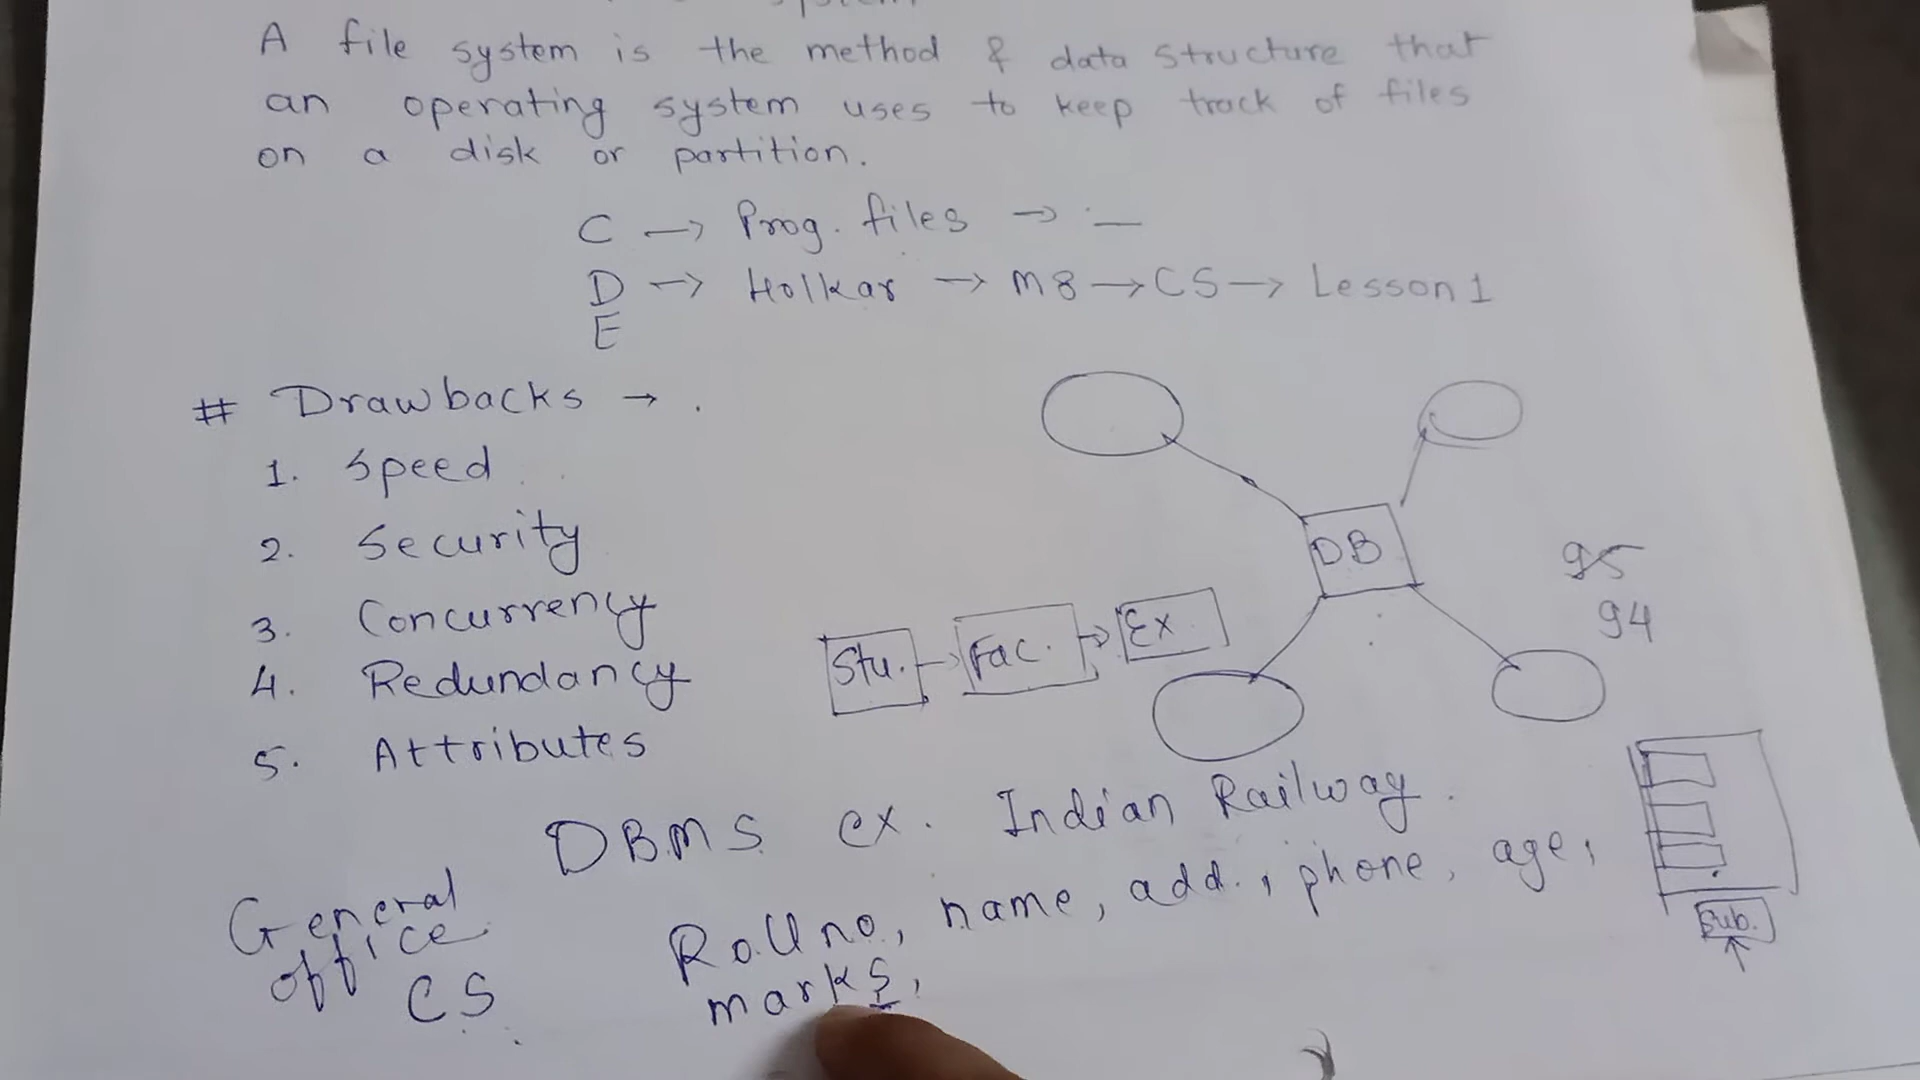 A file system is the method & data structure that
an operating system uses to keep track of files
on a disk or partition.
C → Prog. files → —
D → Holkar → M8 → CS → Lesson 1
E
# Drawbacks → .
1. Speed
2. Security
3. Concurrency
4. Redundancy
5. Attributes
DB
95
94
Stu. → Fac. → Ex.
DBMS ex. Indian Railway.
Roll no, name, add., phone, age,
marks,
General
office
CS
Sub.